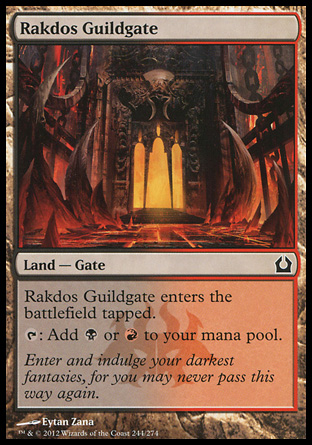 Rakdos Guildgate
Land — Gate
Rakdos Guildgate enters the
battlefield tapped.
: Add or to your mana pool.
Enter and indulge your darkest
fantasies, for you may never pass this
way again.
Eytan Zana
™ & © 2012 Wizards of the Coast 244/274